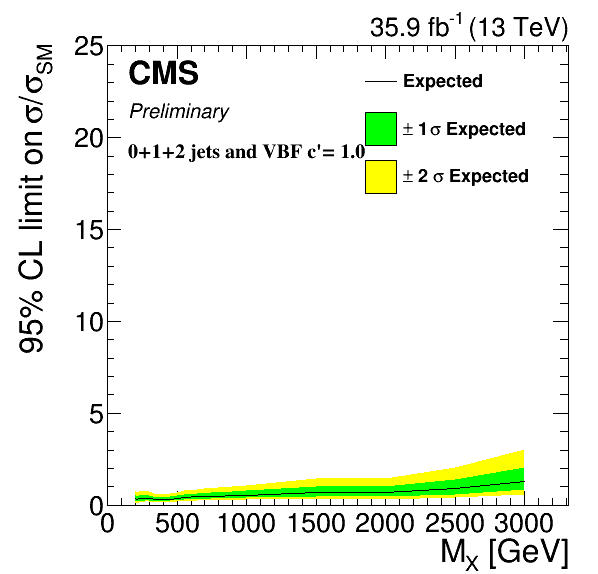 35.9 fb⁻¹ (13 TeV)
95% CL limit on σ/σSM
25
20
15
10
5
0
CMS
Preliminary
0+1+2 jets and VBF c'= 1.0
Expected
± 1σ Expected
± 2 σ Expected
0 500 1000 1500 2000 2500 3000
MX [GeV]